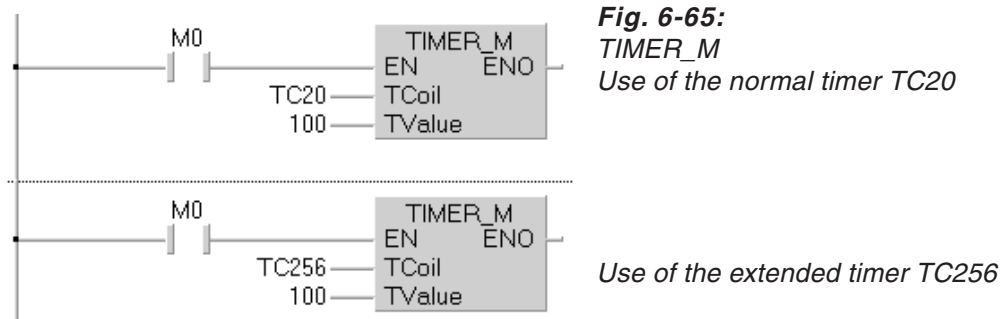 Fig. 6-65:
TIMER_M
Use of the normal timer TC20
M0
TIMER_M
EN ENO
TC20 TCoil
100 TValue
M0
TIMER_M
EN ENO
TC256 TCoil
100 TValue
Use of the extended timer TC256